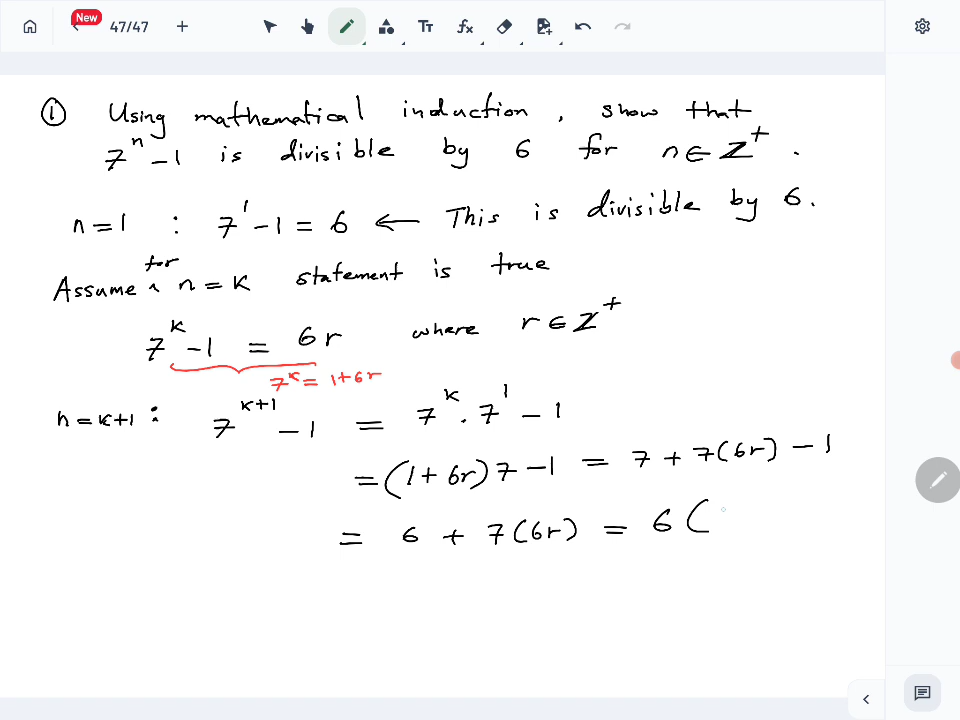 New
47/47
Tт
fx
① Using mathematical induction, show that
7ⁿ - 1 is divisible by 6 for n ∈ ℤ⁺.
n = 1 : 7¹ - 1 = 6 ← This is divisible by 6.
Assume ^ for n = k statement is true
7ᵏ - 1 = 6r where r ∈ ℤ⁺
7ᵏ = 1+6r
n = k+1 : 7ᵏ⁺¹ - 1 = 7ᵏ . 7¹ - 1
= (1 + 6r) 7 - 1 = 7 + 7(6r) - 1
= 6 + 7(6r) = 6 (